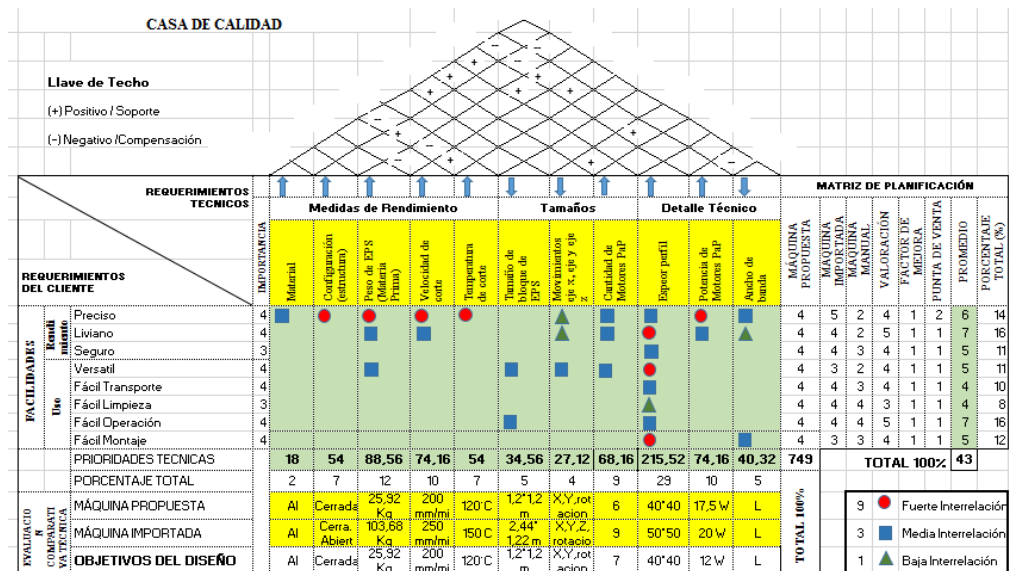 CASA DE CALIDAD
Llave de Techo
(+) Positivo / Soporte
(-) Negativo /Compensación
REQUERIMIENTOS TECNICOS
REQUERIMIENTOS DEL CLIENTE
IMPORTANCIA
Medidas de Rendimiento
Tamaños
Detalle Técnico
MATRIZ DE PLANIFICACIÓN
Material
Configuración (estructura)
Peso de EPS (Materia Prima)
Velocidad de corte
Temperatura de corte
Tamaño de bloque de EPS
Movimientos eje x, eje y eje z
Cantidad de Motores PaP
Espeor perfil
Potencia de Motores PaP
Ancho de banda
MÁQUINA PROPUESTA
MAQUINA IMPORTADA
MÁQUINA MANUAL
VALORACIÓN
FACTOR DE MEJORA
PUNTA DE VENTA
PROMEDIO
PORCENTAJE TOTAL (%)
FACILIDADES
Rendi miento
Uso
Preciso 4 4 5 2 4 1 2 6 14
Liviano 4 4 4 2 5 1 1 7 16
Seguro 3 4 4 3 4 1 1 5 11
Versatil 4 4 3 2 4 1 1 5 11
Fácil Transporte 4 4 4 3 4 1 1 4 10
Fácil Limpieza 3 4 4 4 3 1 1 4 8
Fácil Operación 4 4 4 4 5 1 1 7 16
Fácil Montaje 4 4 3 3 4 1 1 5 12
PRIORIDADES TECNICAS 18 54 88,56 74,16 54 34,56 27,12 68,16 215,52 74,16 40,32 749 TOTAL 100% 43
PORCENTAJE TOTAL 2 7 12 10 7 5 4 9 29 10 5
TOTAL 100%
EVALUACIO N COMPARATI VA TÉCNICA
MÁQUINA PROPUESTA Al Cerrada 25,92 Kg 200 mm/mi 120°C 1,2*1,2 m X,Y,rot acion 6 40*40 17,5 W L
MÁQUINA IMPORTADA Al Cerra. Abiert 103,68 Kg 250 mm/mi 150 C 2,44* 1,22 m X,Y,Z, rotacio 9 50*50 20 W L
OBJETIVOS DEL DISEÑO Al Cerrada 25,92 Kg 200 mm/mi 120°C 1,2*1,2 m X,Y,rot acion 7 40*40 12 W L
9 Fuerte Interrelación
3 Media Interrelación
1 Baja Interrelación